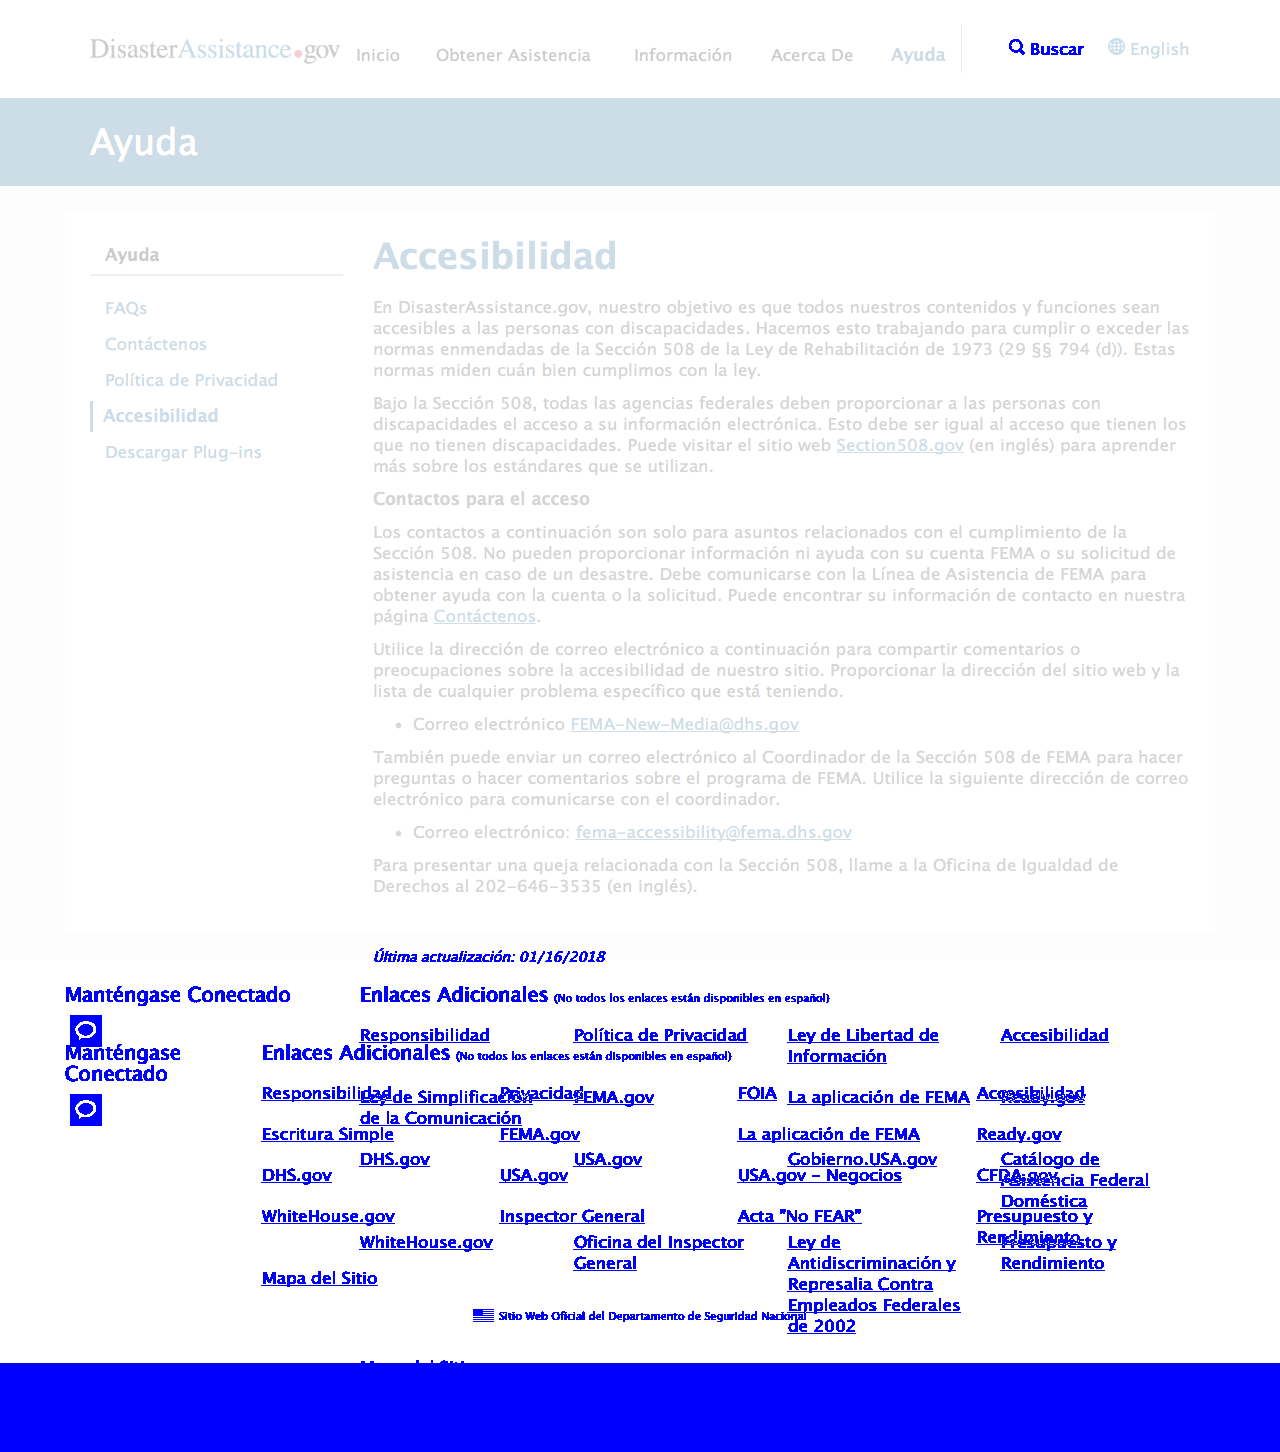 DisasterAssistance.gov Inicio Obtener Asistencia Información Acerca De Ayuda Buscar English
Ayuda
Ayuda
FAQs
Contáctenos
Política de Privacidad
Accesibilidad
Descargar Plug-ins
Accesibilidad
En DisasterAssistance.gov, nuestro objetivo es que todos nuestros contenidos y funciones sean
accesibles a las personas con discapacidades. Hacemos esto trabajando para cumplir o exceder las
normas enmendadas de la Sección 508 de la Ley de Rehabilitación de 1973 (29 §§ 794 (d)). Estas
normas miden cuán bien cumplimos con la ley.
Bajo la Sección 508, todas las agencias federales deben proporcionar a las personas con
discapacidades el acceso a su información electrónica. Esto debe ser igual al acceso que tienen los
que no tienen discapacidades. Puede visitar el sitio web Section508.gov (en inglés) para aprender
más sobre los estándares que se utilizan.
Contactos para el acceso
Los contactos a continuación son solo para asuntos relacionados con el cumplimiento de la
Sección 508. No pueden proporcionar información ni ayuda con su cuenta FEMA o su solicitud de
asistencia en caso de un desastre. Debe comunicarse con la Línea de Asistencia de FEMA para
obtener ayuda con la cuenta o la solicitud. Puede encontrar su información de contacto en nuestra
página Contáctenos.
Utilice la dirección de correo electrónico a continuación para compartir comentarios o
preocupaciones sobre la accesibilidad de nuestro sitio. Proporcionar la dirección del sitio web y la
lista de cualquier problema específico que está teniendo.
• Correo electrónico FEMA-New-Media@dhs.gov
También puede enviar un correo electrónico al Coordinador de la Sección 508 de FEMA para hacer
preguntas o hacer comentarios sobre el programa de FEMA. Utilice la siguiente dirección de correo
electrónico para comunicarse con el coordinador.
• Correo electrónico: fema-accessibility@fema.dhs.gov
Para presentar una queja relacionada con la Sección 508, llame a la Oficina de Igualdad de
Derechos al 202-646-3535 (en inglés).
Última actualización: 01/16/2018
Manténgase Conectado Enlaces Adicionales (No todos los enlaces están disponibles en español)
Responsibilidad Política de Privacidad Ley de Libertad de Accesibilidad
Información
Manténgase Enlaces Adicionales (No todos los enlaces están disponibles en español)
Conectado
Responsibilidad Privacidad FOIA Accesibilidad
Ley de Simplificación FEMA.gov La aplicación de FEMA Ready.gov
de la Comunicación
Escritura Simple FEMA.gov La aplicación de FEMA Ready.gov
DHS.gov USA.gov Gobierno.USA.gov Catálogo de
DHS.gov USA.gov USA.gov - Negocios CFDA.gov
Asistencia Federal
Doméstica
WhiteHouse.gov Inspector General Acta "No FEAR" Presupuesto y
Rendimiento
WhiteHouse.gov Oficina del Inspector Ley de Presupuesto y
General Antidiscriminación y Rendimiento
Mapa del Sitio
Represalia Contra
Empleados Federales
Sitio Web Oficial del Departamento de Seguridad Nacional
de 2002